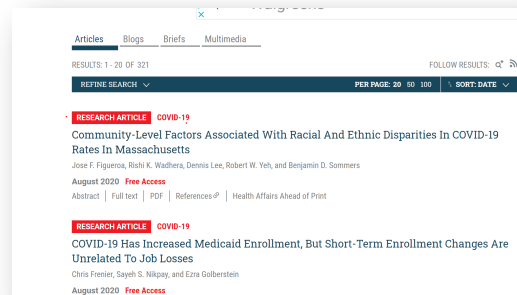 Articles Blogs Briefs Multimedia
RESULTS: 1 - 20 OF 321 FOLLOW RESULTS:
REFINE SEARCH PER PAGE: 20 50 100 SORT: DATE
RESEARCH ARTICLE COVID-19
Community-Level Factors Associated With Racial And Ethnic Disparities In COVID-19
Rates In Massachusetts
Jose F. Figueroa, Rishi K. Wadhera, Dennis Lee, Robert W. Yeh, and Benjamin D. Sommers
August 2020 Free Access
Abstract | Full text | PDF | References | Health Affairs Ahead of Print
RESEARCH ARTICLE COVID-19
COVID-19 Has Increased Medicaid Enrollment, But Short-Term Enrollment Changes Are
Unrelated To Job Losses
Chris Frenier, Sayeh S. Nikpay, and Ezra Golberstein
August 2020 Free Access